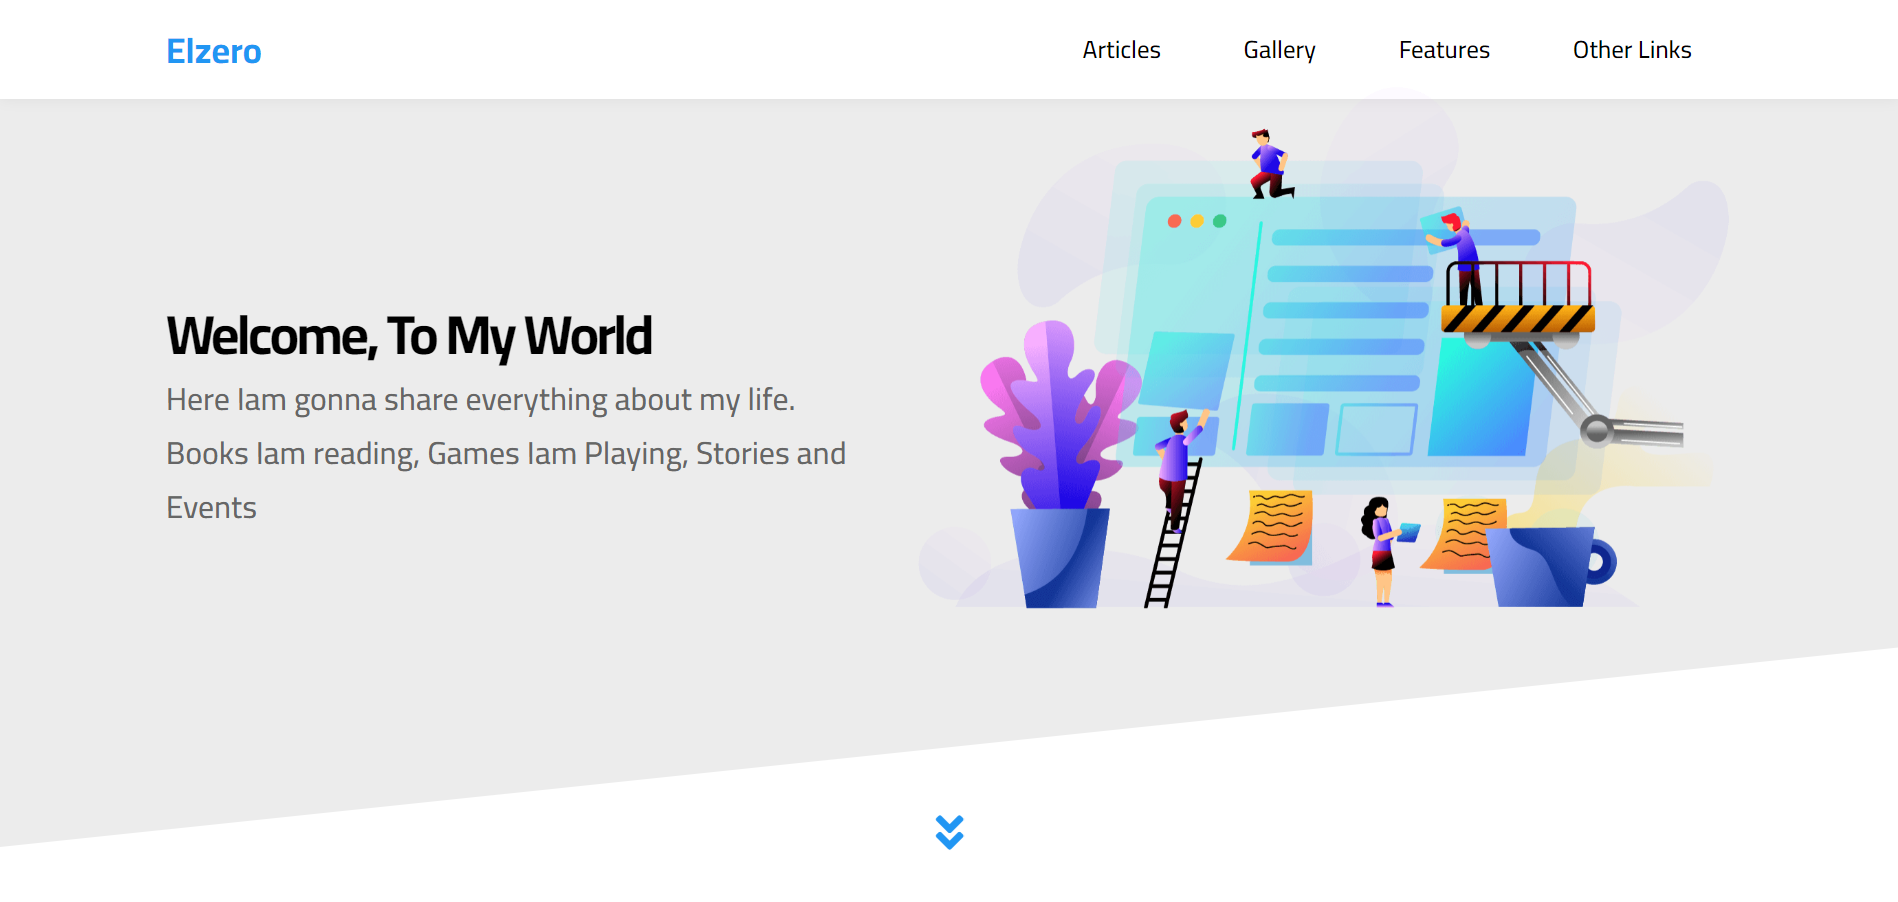 Elzero
Articles Gallery Features Other Links
Welcome, To My World
Here Iam gonna share everything about my life.
Books Iam reading, Games Iam Playing, Stories and
Events